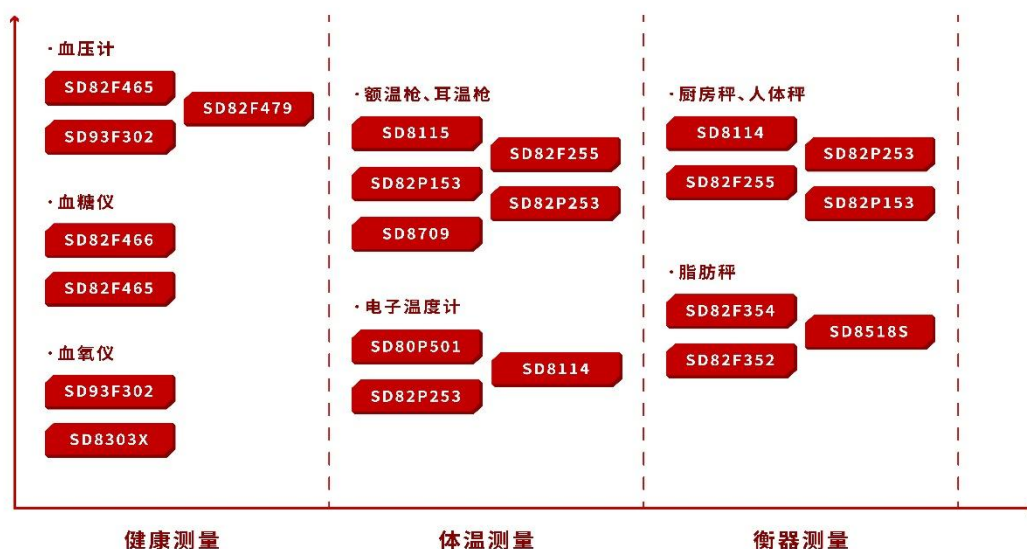 ·血压计
SD82F465
SD82F479
SD93F302
·血糖仪
SD82F466
SD82F465
·血氧仪
SD93F302
SD8303X
健康测量
·额温枪、耳温枪
SD8115
SD82F255
SD82P153
SD82P253
SD8709
·电子温度计
SD80P501
SD8114
SD82P253
体温测量
·厨房秤、人体秤
SD8114
SD82P253
SD82F255
SD82P153
·脂肪秤
SD82F354
SD8518S
SD82F352
衡器测量